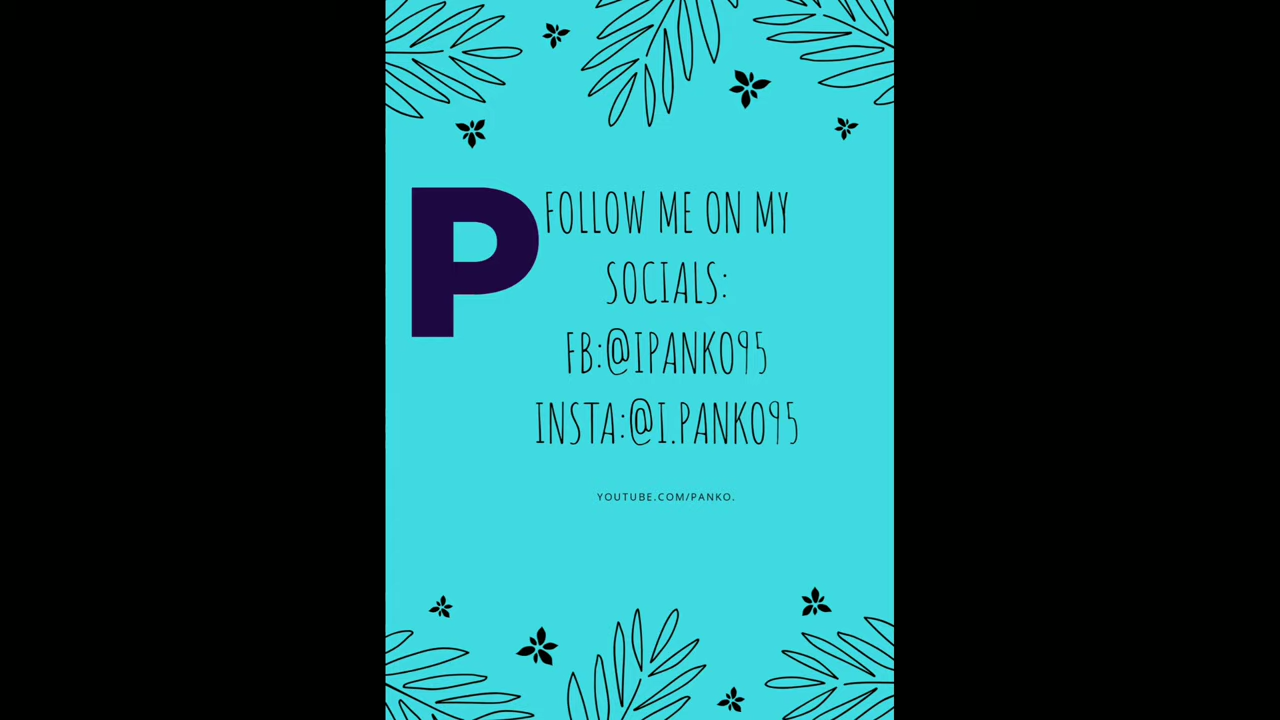 P
FOLLOW ME ON MY
SOCIALS:
FB:@IPANKO95
INSTA:@I.PANKO95
YOUTUBE.COM/PANKO.